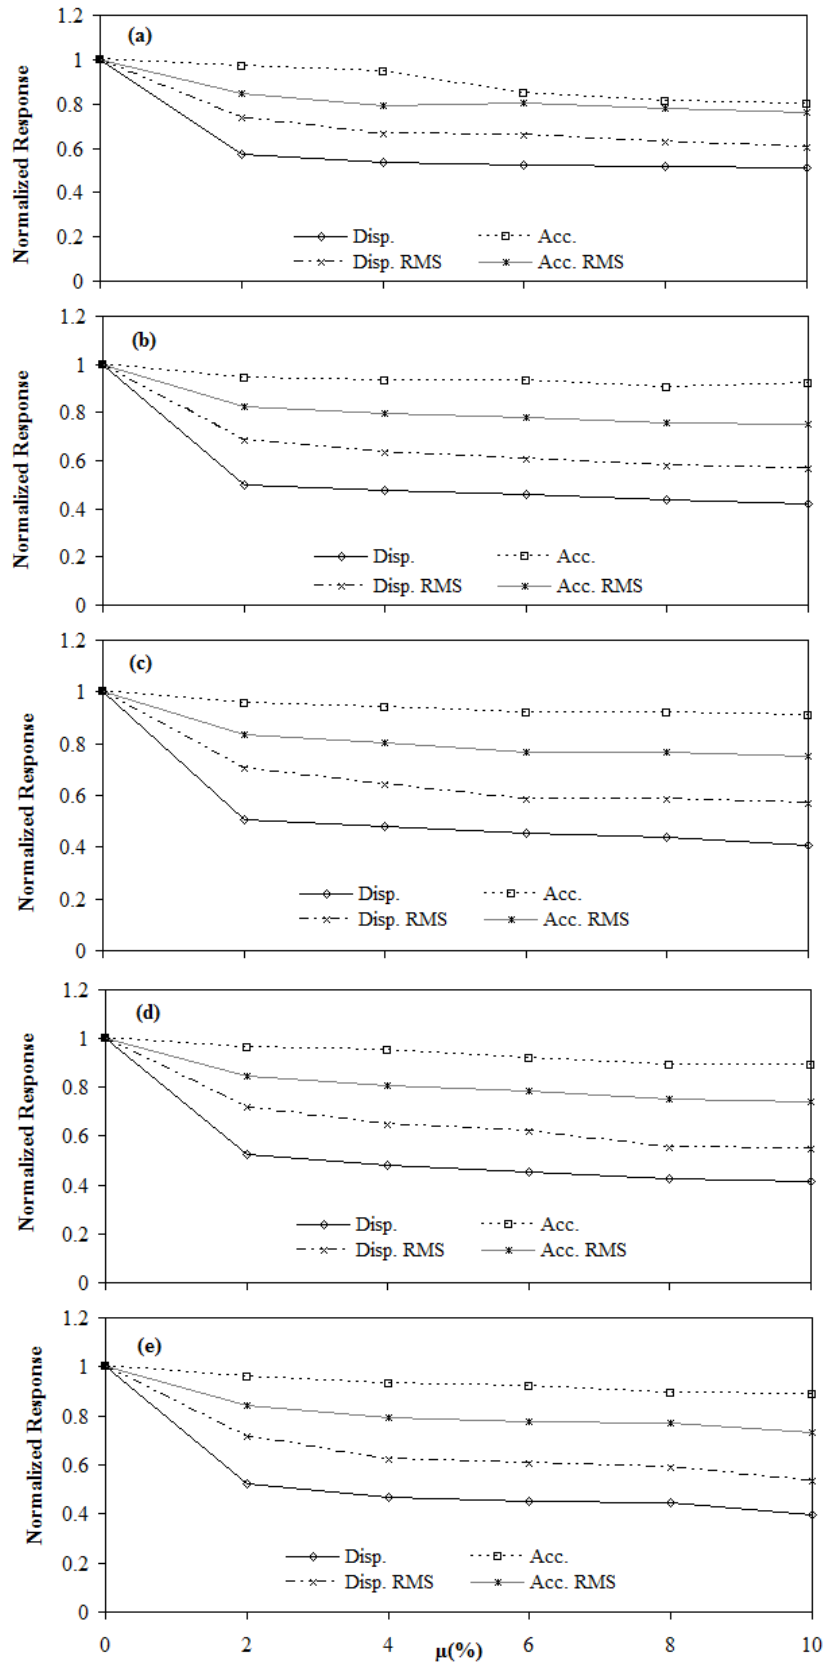 1.2
(a)
1
0.8
0.6
0.4
0.2
0
Normalized Response
Disp. Acc.
Disp. RMS Acc. RMS
1.2
(b)
1
0.8
0.6
0.4
0.2
0
Normalized Response
Disp. Acc.
Disp. RMS Acc. RMS
1.2
(c)
1
0.8
0.6
0.4
0.2
0
Normalized Response
Disp. Acc.
Disp. RMS Acc. RMS
1.2
(d)
1
0.8
0.6
0.4
0.2
0
Normalized Response
Disp. Acc.
Disp. RMS Acc. RMS
1.2
(e)
1
0.8
0.6
0.4
0.2
0
Normalized Response
Disp. Acc.
Disp. RMS Acc. RMS
0 2 4 6 8 10
μ(%)